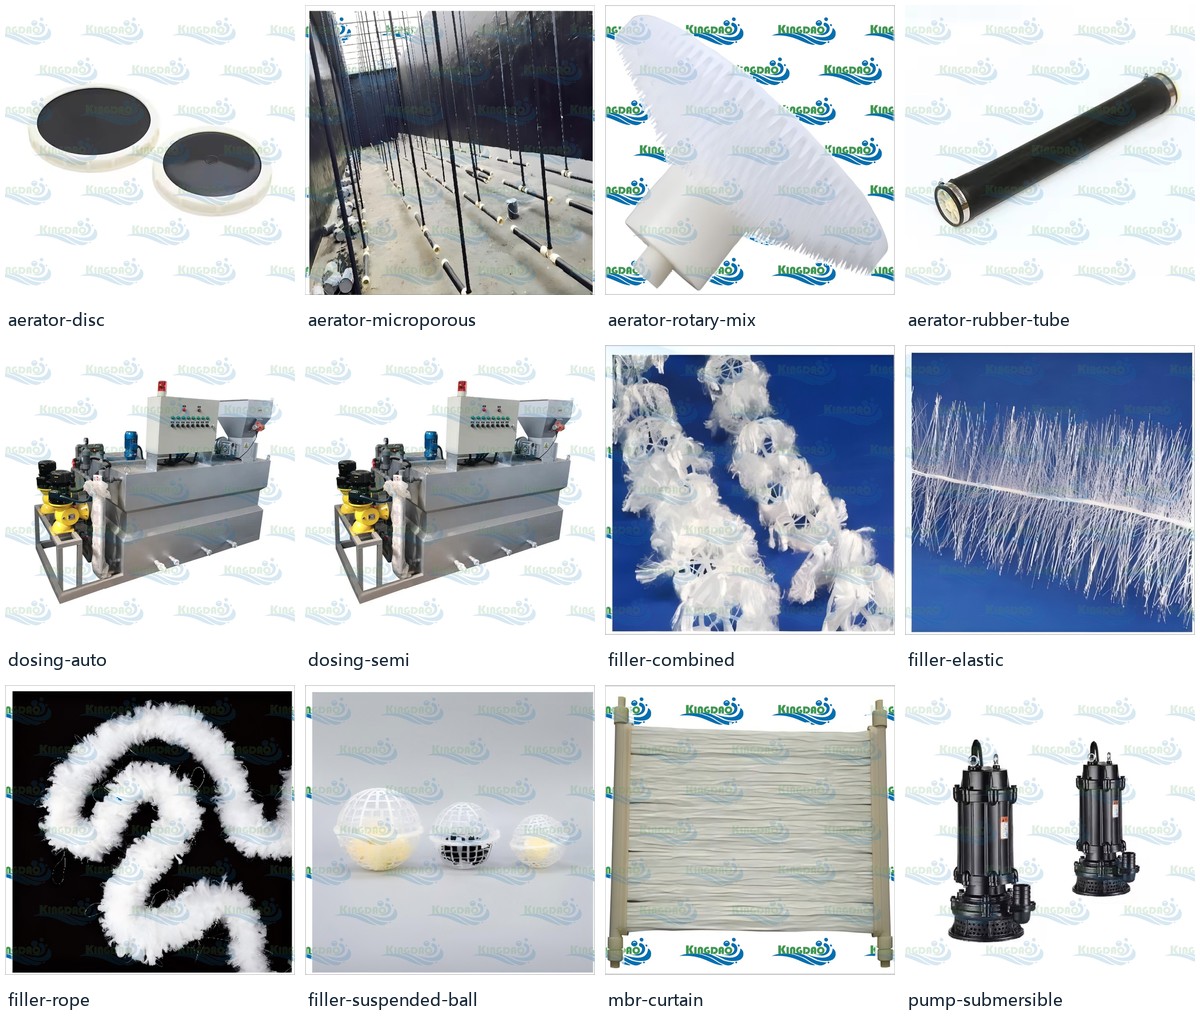 KINGDAO
aerator-disc
aerator-microporous
aerator-rotary-mix
aerator-rubber-tube
dosing-auto
dosing-semi
filler-combined
filler-elastic
filler-rope
filler-suspended-ball
mbr-curtain
pump-submersible